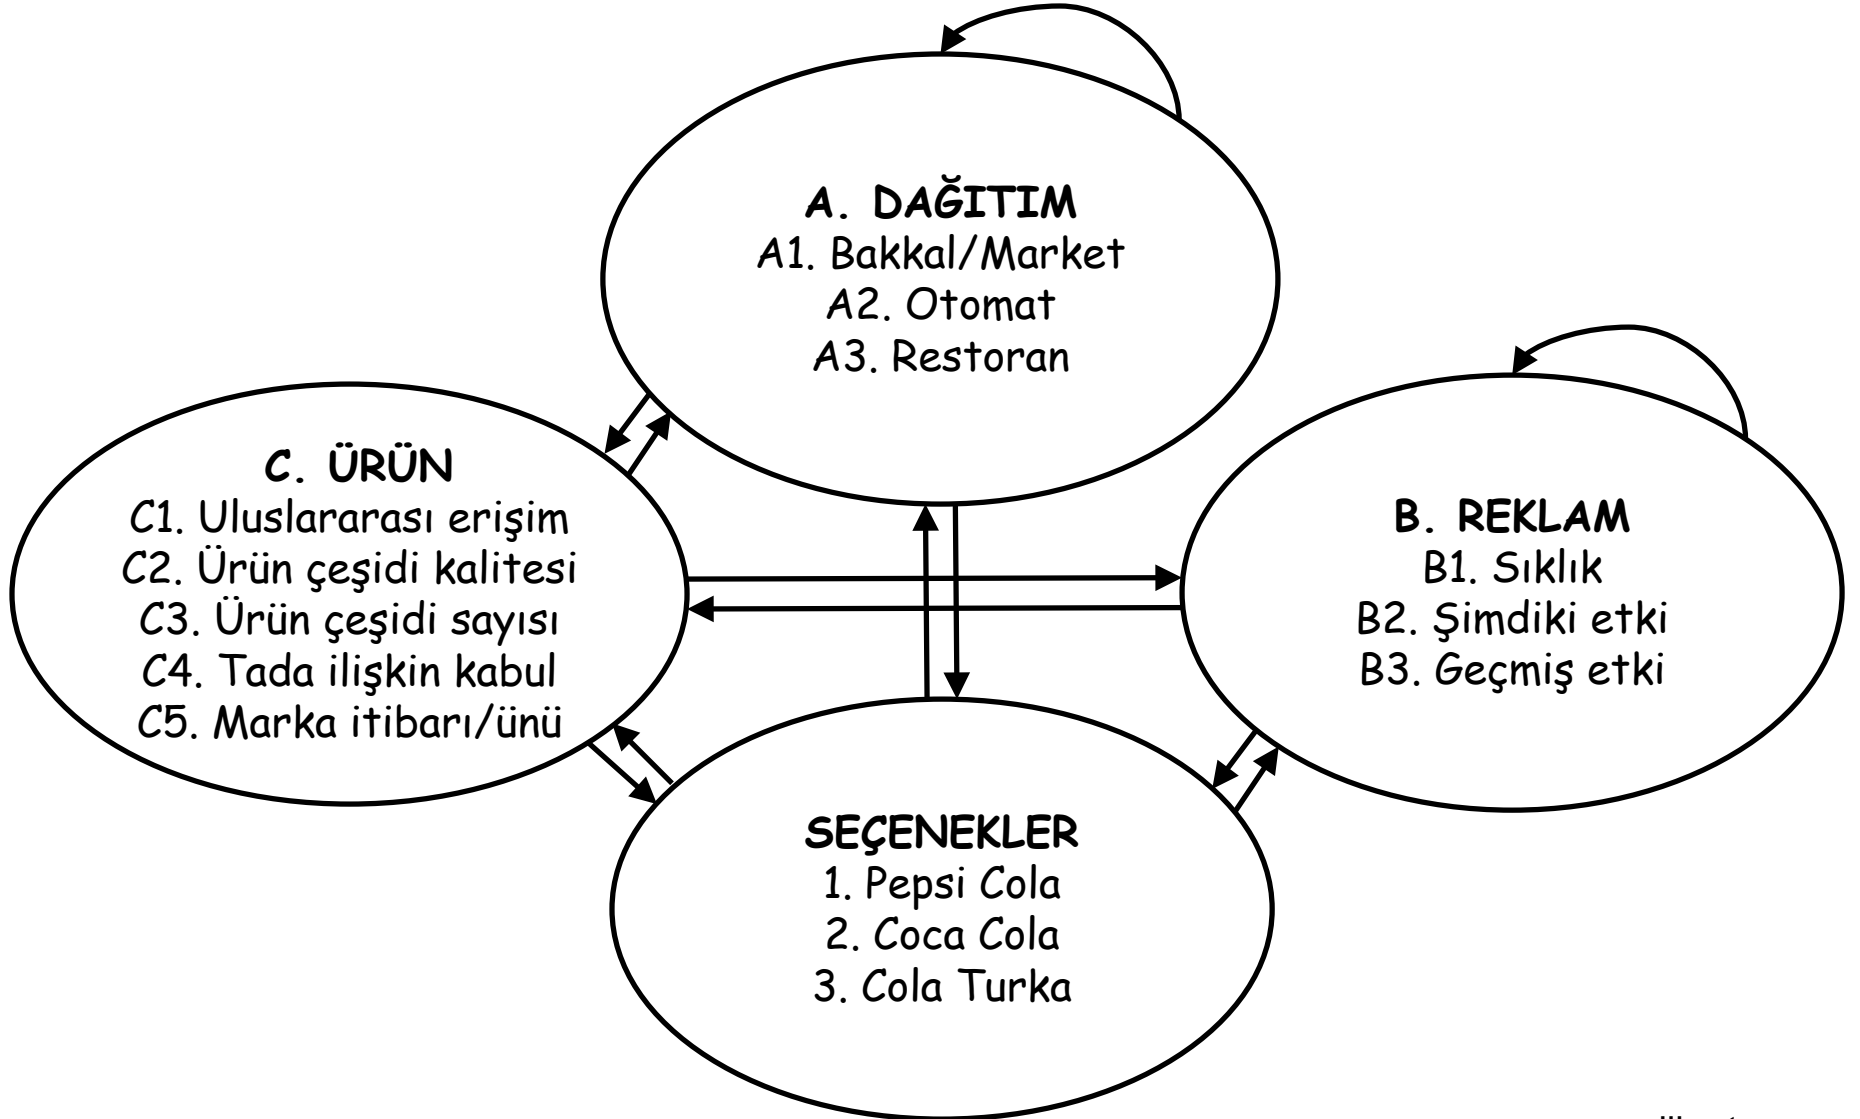 A. DAĞITIM
A1. Bakkal/Market
A2. Otomat
A3. Restoran
C. ÜRÜN
C1. Uluslararası erişim
C2. Ürün çeşidi kalitesi
C3. Ürün çeşidi sayısı
C4. Tada ilişkin kabul
C5. Marka itibarı/ünü
B. REKLAM
B1. Sıklık
B2. Şimdiki etki
B3. Geçmiş etki
SEÇENEKLER
1. Pepsi Cola
2. Coca Cola
3. Cola Turka